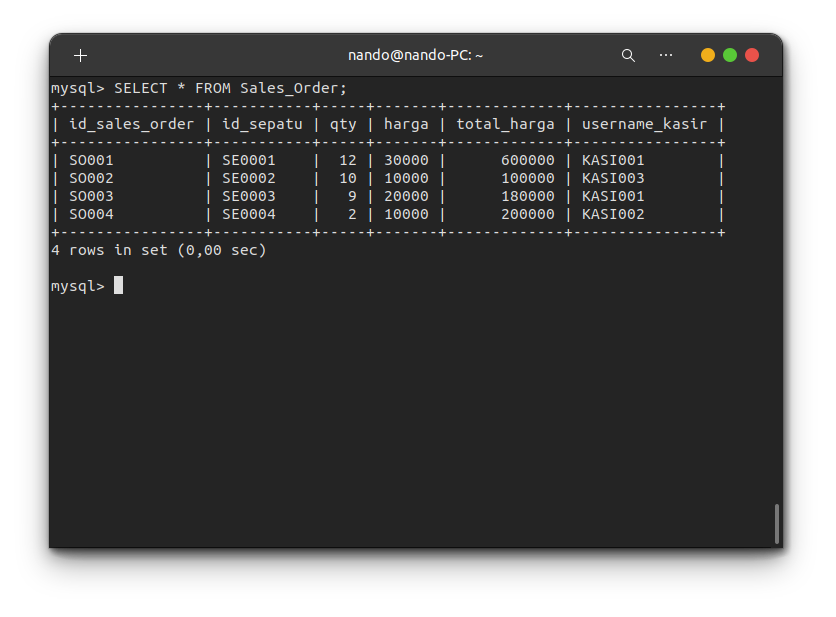 nando@nando-PC: ~
mysql> SELECT * FROM Sales_Order;
+----------------+-----------+-----+-------+-------------+----------------+
| id_sales_order | id_sepatu | qty | harga | total_harga | username_kasir |
+----------------+-----------+-----+-------+-------------+----------------+
| SO001          | SE0001    |  12 | 30000 |      600000 | KASI001        |
| SO002          | SE0002    |  10 | 10000 |      100000 | KASI003        |
| SO003          | SE0003    |   9 | 20000 |      180000 | KASI001        |
| SO004          | SE0004    |   2 | 10000 |      200000 | KASI002        |
+----------------+-----------+-----+-------+-------------+----------------+
4 rows in set (0,00 sec)
mysql>